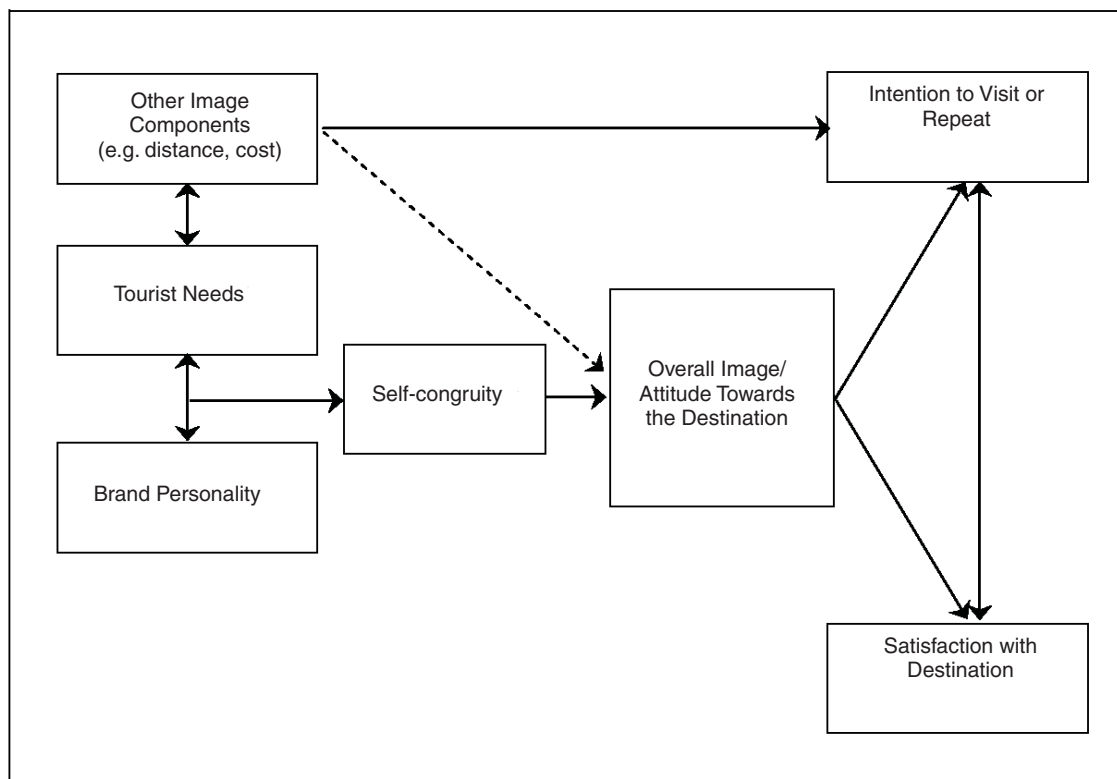 Other Image
Components
(e.g. distance, cost)
Intention to Visit or
Repeat
Tourist Needs
Self-congruity
Overall Image/
Attitude Towards
the Destination
Brand Personality
Satisfaction with
Destination